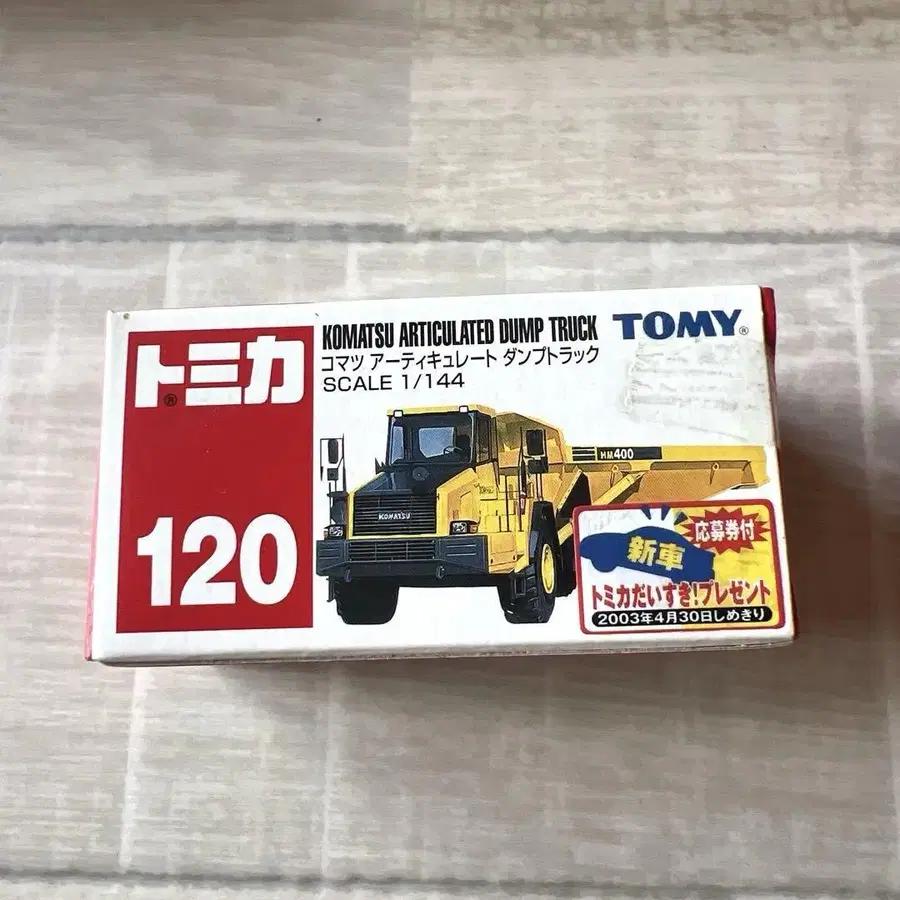 トミカ®
120
KOMATSU ARTICULATED DUMP TRUCK
コマツ アーティキュレート ダンプトラック
SCALE 1/144
TOMY®
HM400
KOMATSU
応募券付
新車
トミカだいすき!プレゼント
2003年4月30日しめきり